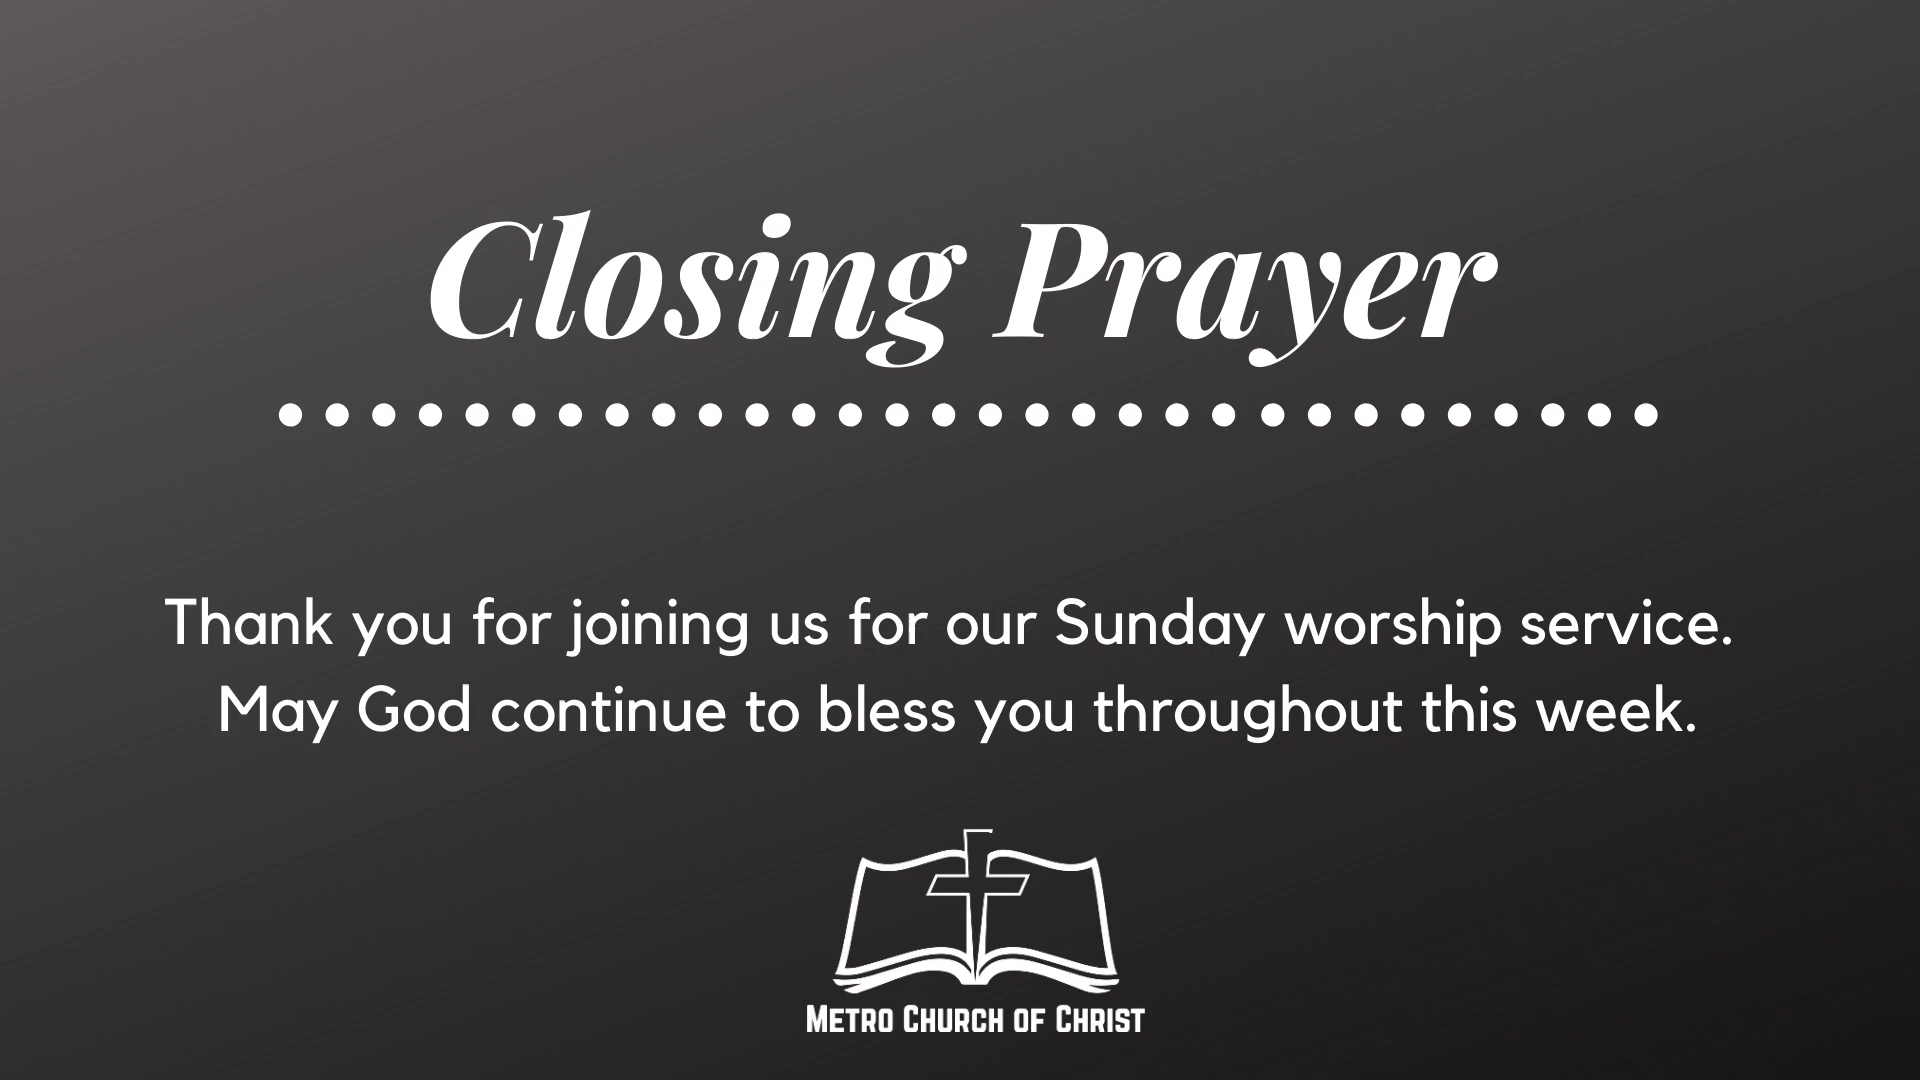 Closing Prayer
Thank you for joining us for our Sunday worship service.
May God continue to bless you throughout this week.
Metro Church of Christ